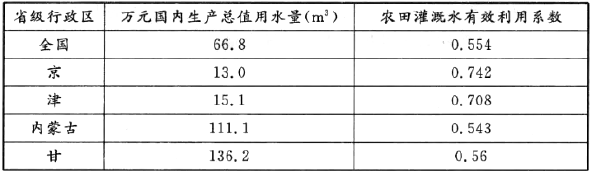 省级行政区 万元国内生产总值用水量(m³) 农田灌溉水有效利用系数
全国 66.8 0.554
京 13.0 0.742
津 15.1 0.708
内蒙古 111.1 0.543
甘 136.2 0.56